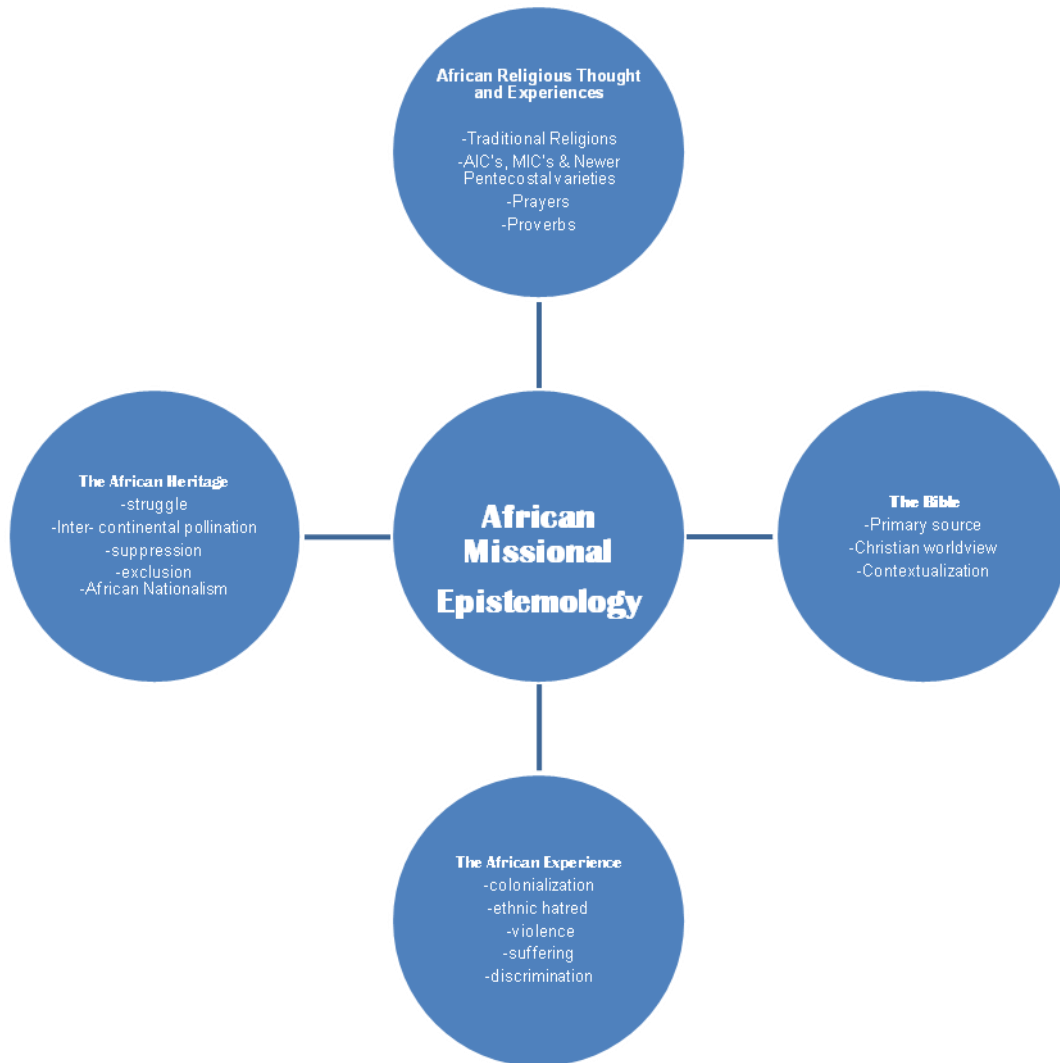 African Religious Thought
and Experiences
-Traditional Religions
-AIC's, MIC's & Newer
Pentecostal varieties
-Prayers
-Proverbs
The African Heritage
-struggle
-Inter- continental pollination
-suppression
-exclusion
-African Nationalism
African
Missional
Epistemology
The Bible
-Primary source
-Christian worldview
-Contextualization
The African Experience
-colonialization
-ethnic hatred
-violence
-suffering
-discrimination